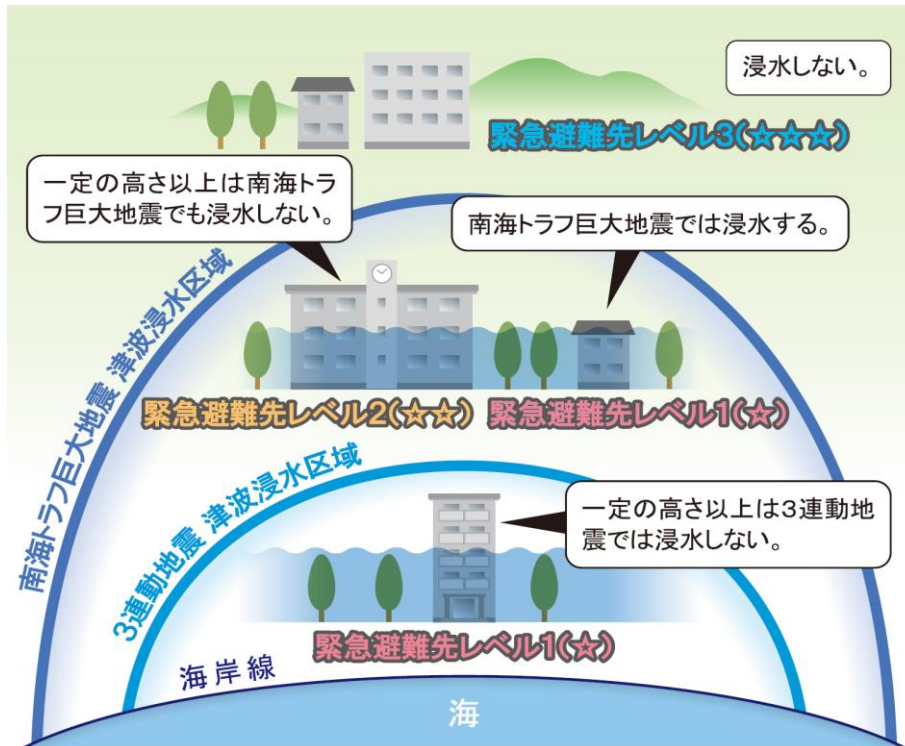 浸水しない。
緊急避難先レベル3(☆☆☆)
一定の高さ以上は南海トラ
フ巨大地震でも浸水しない。
南海トラフ巨大地震では浸水する。
南海トラフ巨大地震 津波浸水区域
緊急避難先レベル2(☆☆)
緊急避難先レベル1(☆)
3連動地震 津波浸水区域
一定の高さ以上は3連動地
震では浸水しない。
緊急避難先レベル1(☆)
海岸線
海